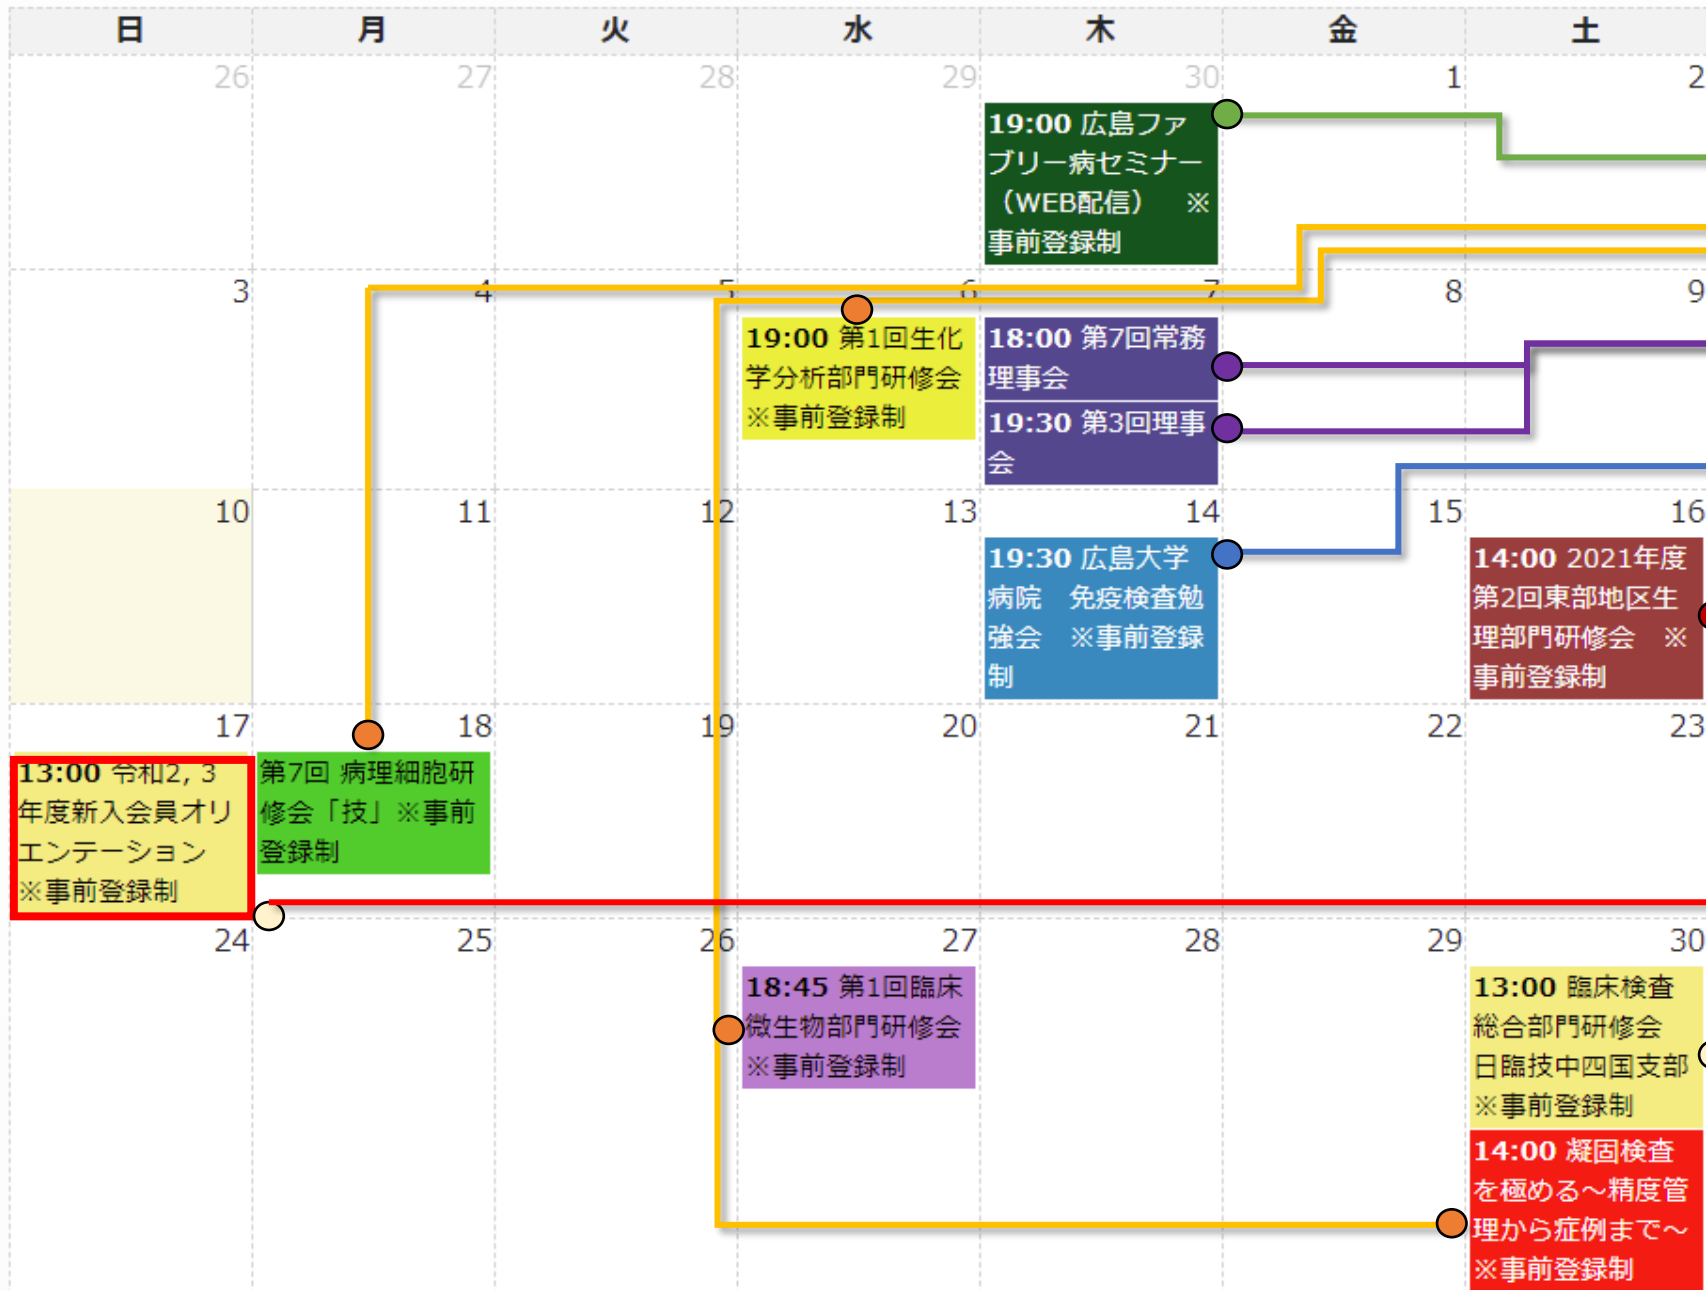 日 月 火 水 木 金 土
26 27 28 29 30 1 2
19:00 広島ファ
ブリー病セミナー
（WEB配信） ※
事前登録制
3 4 5 6 7 8 9
19:00 第1回生化
学分析部門研修会
※事前登録制
18:00 第7回常務
理事会
19:30 第3回理事
会
10 11 12 13 14 15 16
19:30 広島大学
病院 免疫検査勉
強会 ※事前登録
制
14:00 2021年度
第2回東部地区生
理部門研修会 ※
事前登録制
17 18 19 20 21 22 23
13:00 令和2, 3
年度新入会員オリ
エンテーション
※事前登録制
第7回 病理細胞研
修会「技」※事前
登録制
24 25 26 27 28 29 30
18:45 第1回臨床
微生物部門研修会
※事前登録制
13:00 臨床検査
総合部門研修会
日臨技中四国支部
※事前登録制
14:00 凝固検査
を極める～精度管
理から症例まで～
※事前登録制